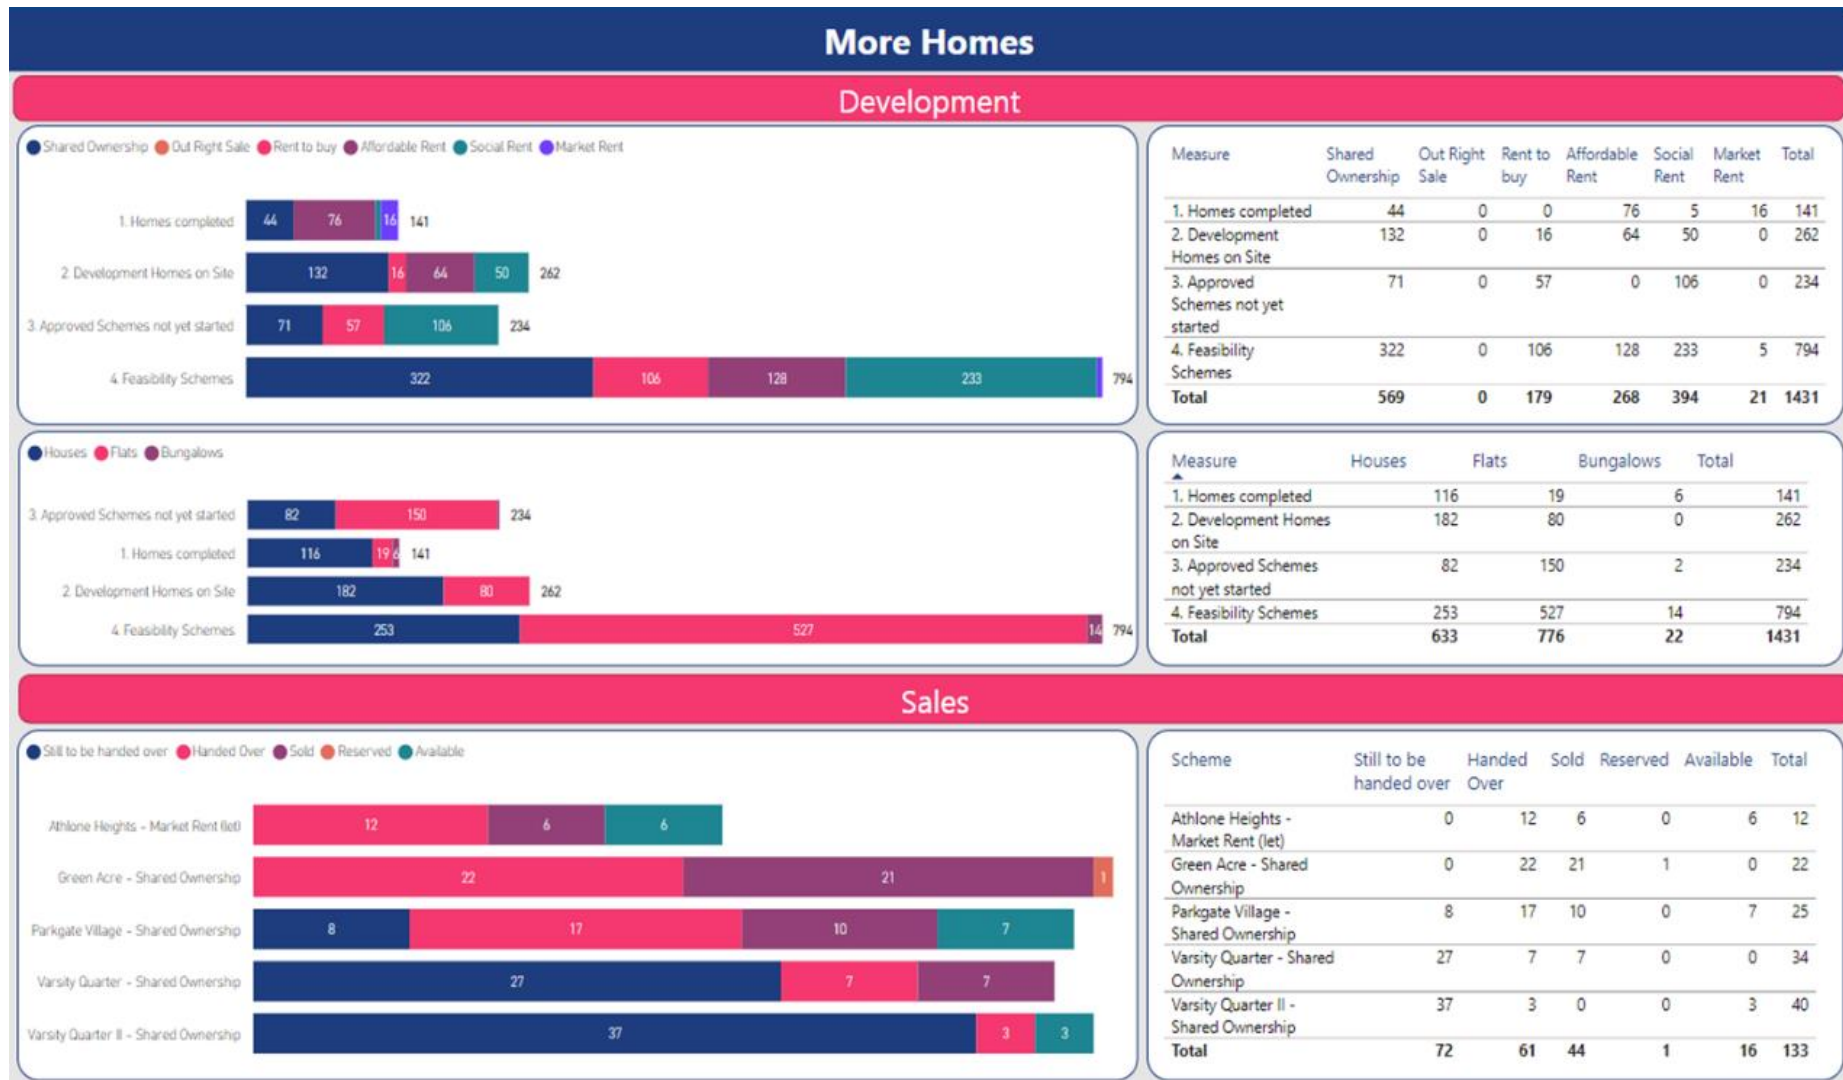 More Homes
Development
Shared Ownership Out Right Sale Rent to buy Affordable Rent Social Rent Market Rent
1. Homes completed 44 76 16 141
2. Development Homes on Site 132 16 64 50 262
3. Approved Schemes not yet started 71 57 106 234
4. Feasibility Schemes 322 106 128 233 794
Measure Shared Ownership Out Right Sale Rent to buy Affordable Rent Social Rent Market Rent Total
1. Homes completed 44 0 0 76 5 16 141
2. Development Homes on Site 132 0 16 64 50 0 262
3. Approved Schemes not yet started 71 0 57 0 106 0 234
4. Feasibility Schemes 322 0 106 128 233 5 794
Total 569 0 179 268 394 21 1431
Houses Flats Bungalows
3. Approved Schemes not yet started 82 150 234
1. Homes completed 116 19 6 141
2. Development Homes on Site 182 80 262
4. Feasibility Schemes 253 527 14 794
Measure Houses Flats Bungalows Total
1. Homes completed 116 19 6 141
2. Development Homes on Site 182 80 0 262
3. Approved Schemes not yet started 82 150 2 234
4. Feasibility Schemes 253 527 14 794
Total 633 776 22 1431
Sales
Still to be handed over Handed Over Sold Reserved Available
Athlone Heights - Market Rent (let) 12 6 6
Green Acre - Shared Ownership 22 21 1
Parkgate Village - Shared Ownership 8 17 10 7
Varsity Quarter - Shared Ownership 27 7 7
Varsity Quarter II - Shared Ownership 37 3 3
Scheme Still to be handed over Handed Over Sold Reserved Available Total
Athlone Heights - Market Rent (let) 0 12 6 0 6 12
Green Acre - Shared Ownership 0 22 21 1 0 22
Parkgate Village - Shared Ownership 8 17 10 0 7 25
Varsity Quarter - Shared Ownership 27 7 7 0 0 34
Varsity Quarter II - Shared Ownership 37 3 0 0 3 40
Total 72 61 44 1 16 133